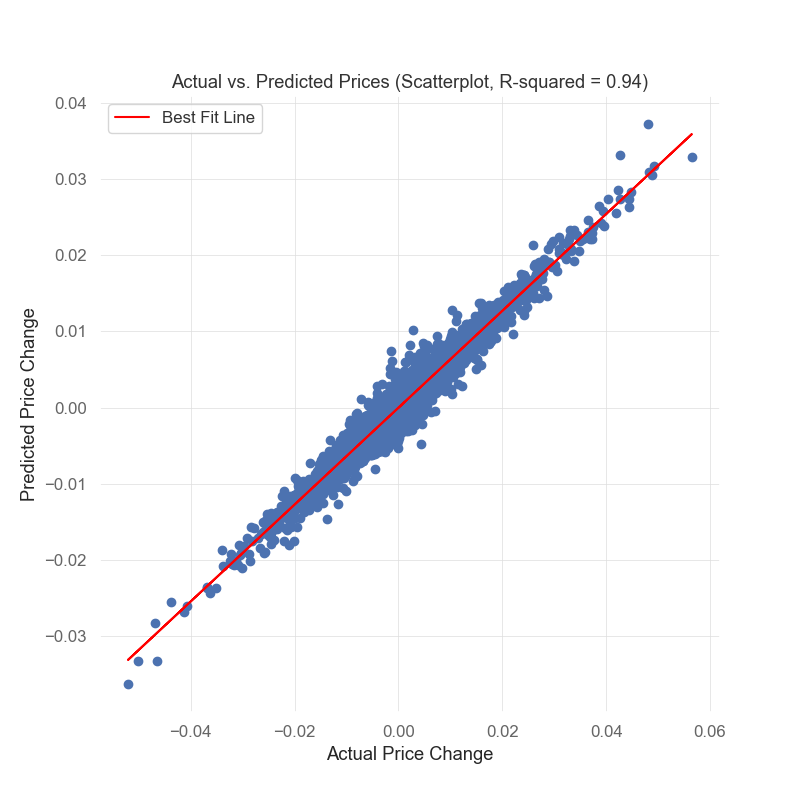 Actual vs. Predicted Prices (Scatterplot, R-squared = 0.94)
Best Fit Line
0.04
0.03
0.02
0.01
0.00
−0.01
−0.02
−0.03
Predicted Price Change
−0.04 −0.02 0.00 0.02 0.04 0.06
Actual Price Change